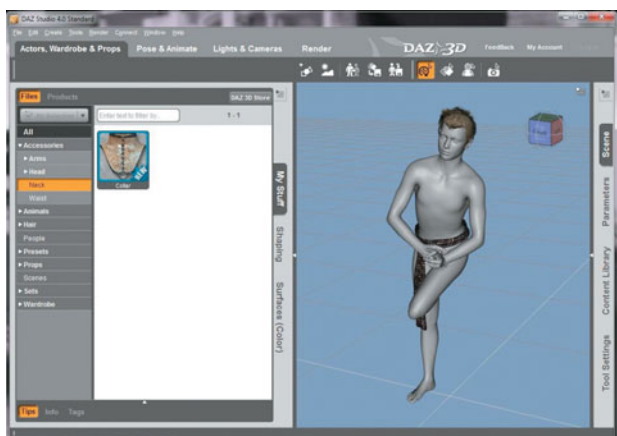 DAZ Studio 4.0 Standard
File Edit Create Tools Render Connect Window Help
Actors, Wardrobe & Props Pose & Animate Lights & Cameras Render DAZ 3D FeedBack My Account
Files Products DAZ 3D Store
Enter text to filter by... 1 - 1
All
Accessories
Arms
Head
Neck
Waist
Animals
Hair
People
Presets
Props
Scenes
Sets
Wardrobe
Collar
My Stuff
Shaping
Surfaces (Color)
Scene
Parameters
Content Library
Tool Settings
Tips Info Tags